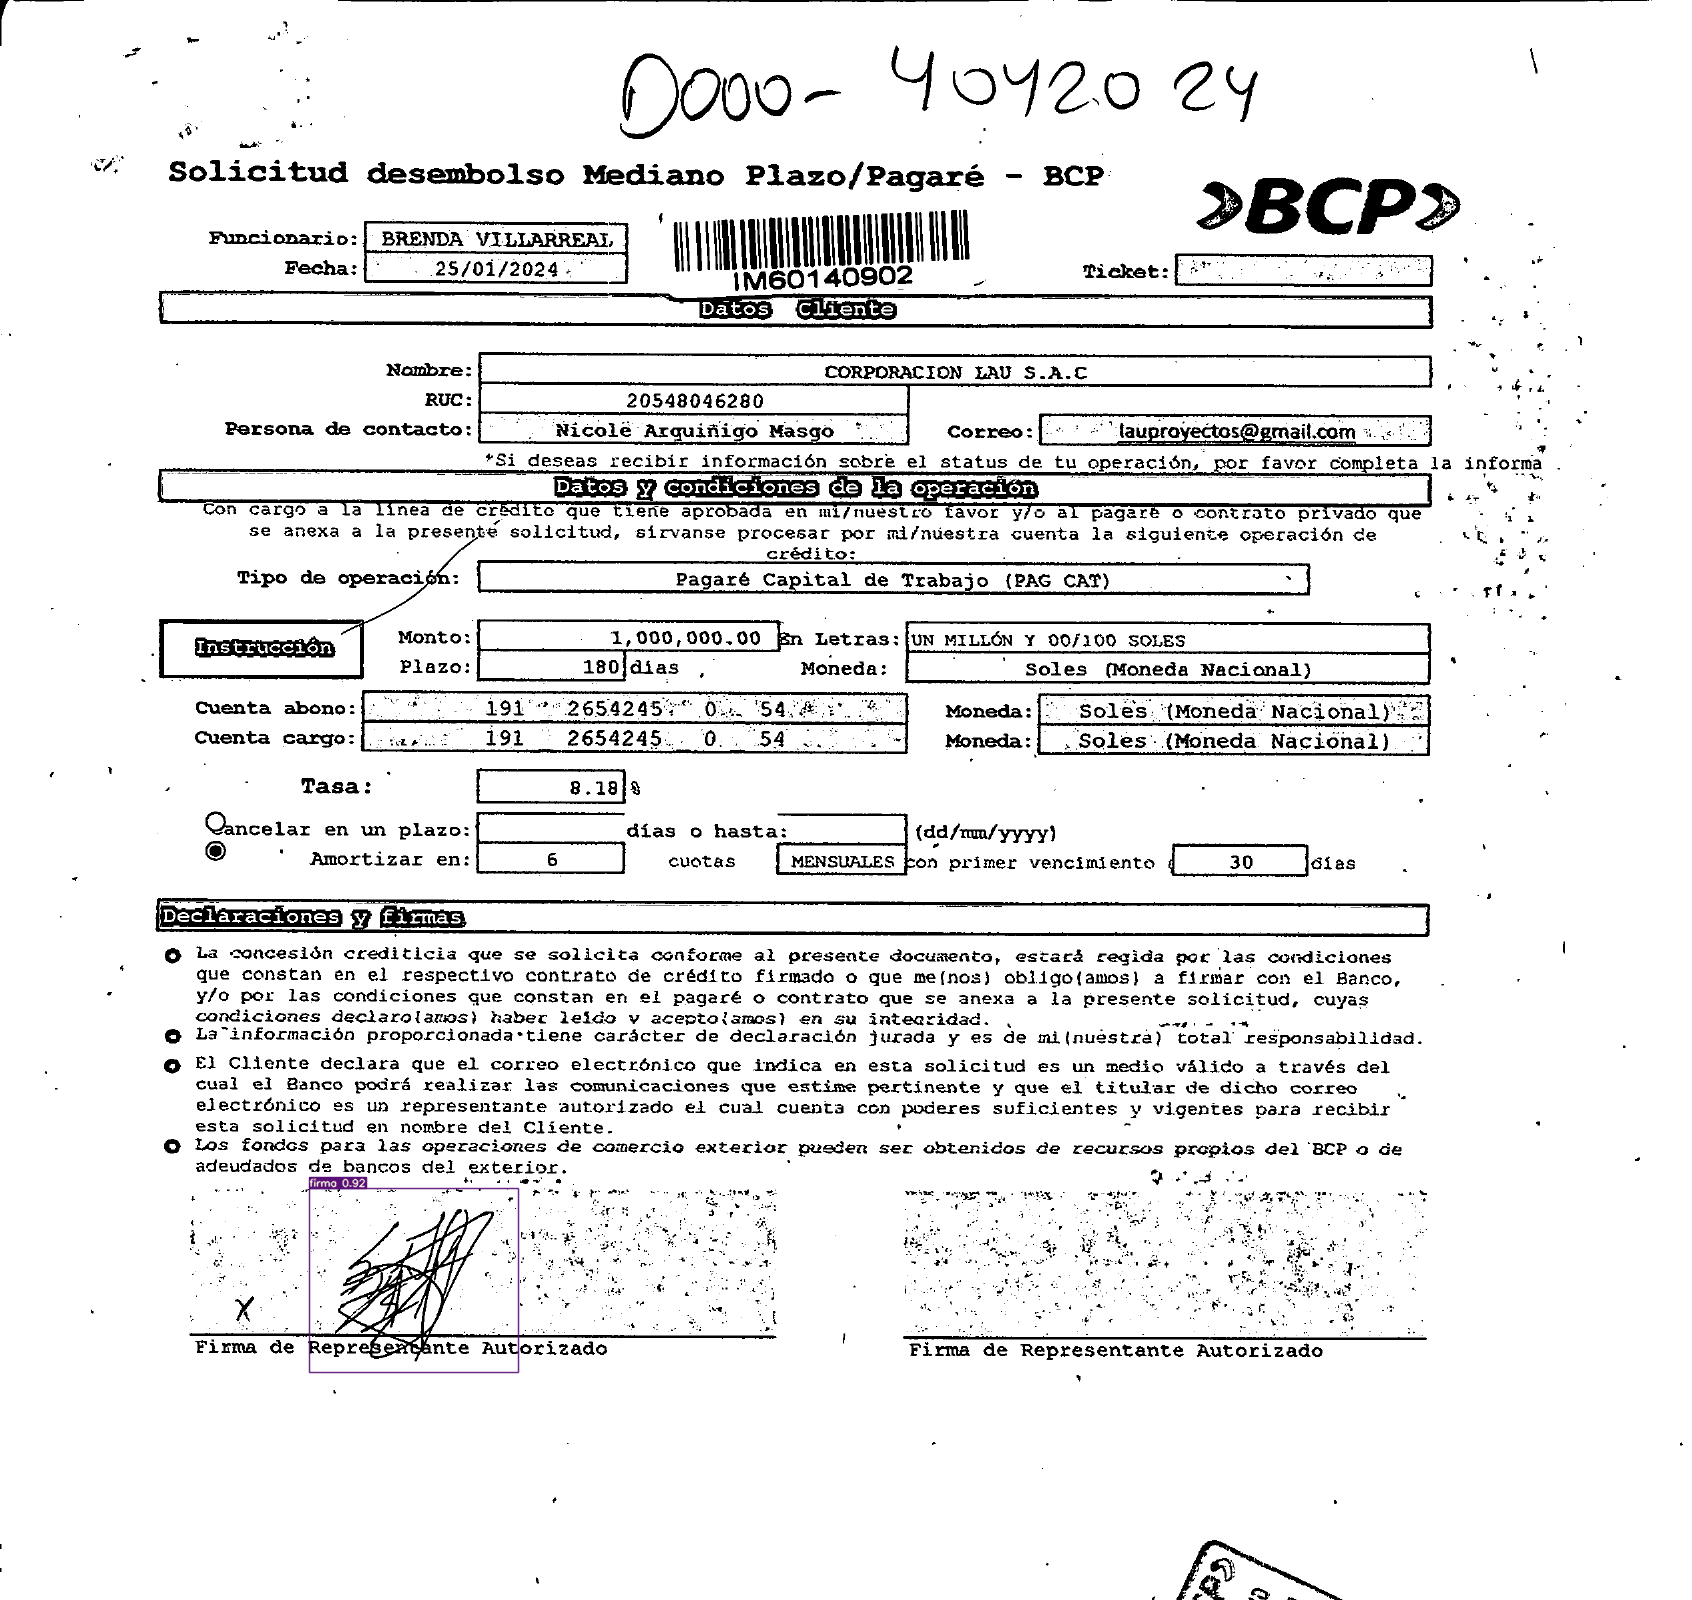 D000- 4042024
Solicitud desembolso Mediano Plazo/Pagaré - BCP
»BCP»
Funcionario: BRENDA VILLARREAL
Fecha: 25/01/2024
IM60140902
Ticket:
Datos Cliente
Nombre: CORPORACION LAU S.A.C
RUC: 20548046280
Persona de contacto: Nicole Arquiñigo Masgo Correo: lauproyectos@gmail.com
*Si deseas recibir información sobre el status de tu operación, por favor completa la informa
Datos y condiciones de la operación
Con cargo a la línea de crédito que tiene aprobada en mi/nuestro favor y/o al pagaré o contrato privado que
se anexa a la presente solicitud, sirvanse procesar por mi/nuestra cuenta la siguiente operación de
crédito:
Tipo de operación: Pagaré Capital de Trabajo (PAG CAT)
Instrucción
Monto: 1,000,000.00 En Letras: UN MILLÓN Y 00/100 SOLES
Plazo: 180 días Moneda: Soles (Moneda Nacional)
Cuenta abono: 191 2654245 0 54 Moneda: Soles (Moneda Nacional)
Cuenta cargo: 191 2654245 0 54 Moneda: Soles (Moneda Nacional)
Tasa: 8.18 %
Cancelar en un plazo: días o hasta: (dd/mm/yyyy)
Amortizar en: 6 cuotas MENSUALES con primer vencimiento 30 días
Declaraciones y firmas
La concesión crediticia que se solicita conforme al presente documento, estará regida por las condiciones
que constan en el respectivo contrato de crédito firmado o que me(nos) obligo(amos) a firmar con el Banco,
y/o por las condiciones que constan en el pagaré o contrato que se anexa a la presente solicitud, cuyas
condiciones declaro(amos) haber leído y acepto(amos) en su integridad.
La información proporcionada tiene carácter de declaración jurada y es de mi(nuestra) total responsabilidad.
El Cliente declara que el correo electrónico que indica en esta solicitud es un medio válido a través del
cual el Banco podrá realizar las comunicaciones que estime pertinente y que el titular de dicho correo
electrónico es un representante autorizado el cual cuenta con poderes suficientes y vigentes para recibir
esta solicitud en nombre del Cliente.
Los fondos para las operaciones de comercio exterior pueden ser obtenidos de recursos propios del BCP o de
adeudados de bancos del exterior.
firma 0.92
X
Firma de Representante Autorizado
Firma de Representante Autorizado